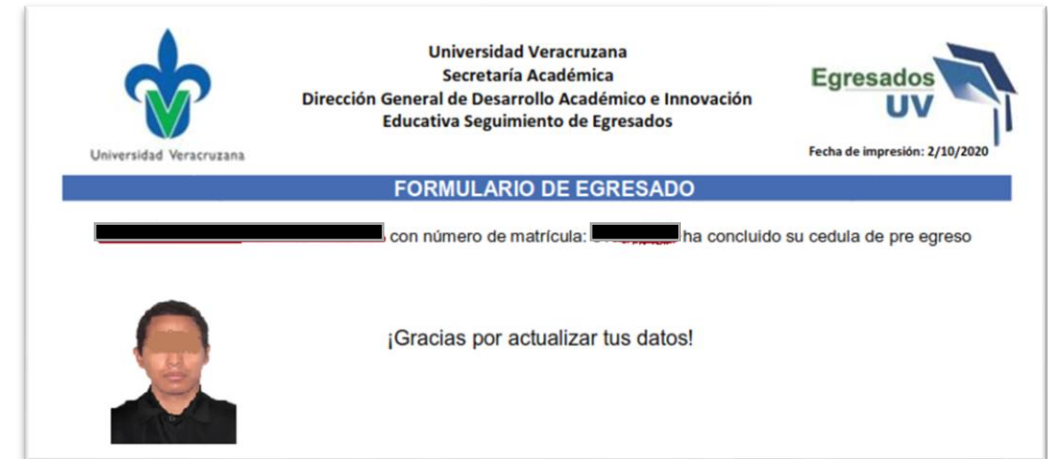 Universidad Veracruzana
Secretaría Académica
Dirección General de Desarrollo Académico e Innovación
Educativa Seguimiento de Egresados
Universidad Veracruzana
Egresados
UV
Fecha de impresión: 2/10/2020
FORMULARIO DE EGRESADO
con número de matrícula: ha concluido su cedula de pre egreso
¡Gracias por actualizar tus datos!